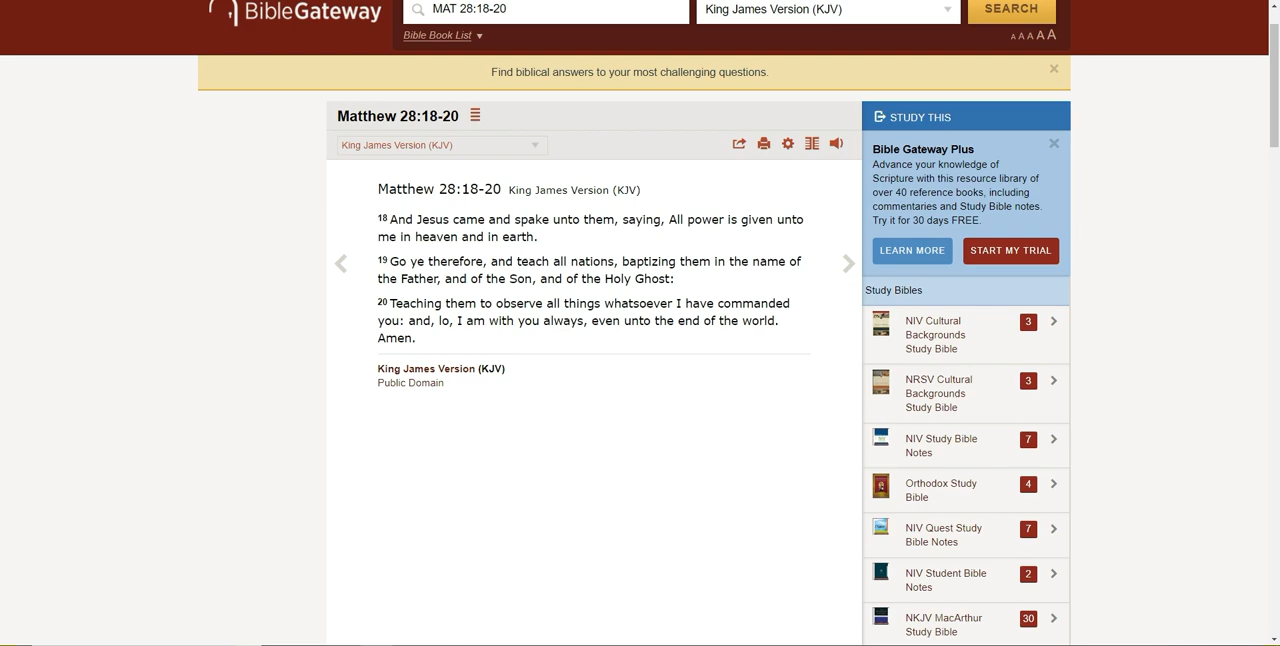 BibleGateway
MAT 28:18-20
King James Version (KJV)
SEARCH
Bible Book List
A A A A A
Find biblical answers to your most challenging questions.
Matthew 28:18-20
King James Version (KJV)
Matthew 28:18-20 King James Version (KJV)
18 And Jesus came and spake unto them, saying, All power is given unto
me in heaven and in earth.
19 Go ye therefore, and teach all nations, baptizing them in the name of
the Father, and of the Son, and of the Holy Ghost:
20 Teaching them to observe all things whatsoever I have commanded
you: and, lo, I am with you always, even unto the end of the world.
Amen.
King James Version (KJV)
Public Domain
STUDY THIS
Bible Gateway Plus
Advance your knowledge of
Scripture with this resource library of
over 40 reference books, including
commentaries and Study Bible notes.
Try it for 30 days FREE.
LEARN MORE
START MY TRIAL
Study Bibles
NIV Cultural
Backgrounds
Study Bible
3
NRSV Cultural
Backgrounds
Study Bible
3
NIV Study Bible
Notes
7
Orthodox Study
Bible
4
NIV Quest Study
Bible Notes
7
NIV Student Bible
Notes
2
NKJV MacArthur
Study Bible
30